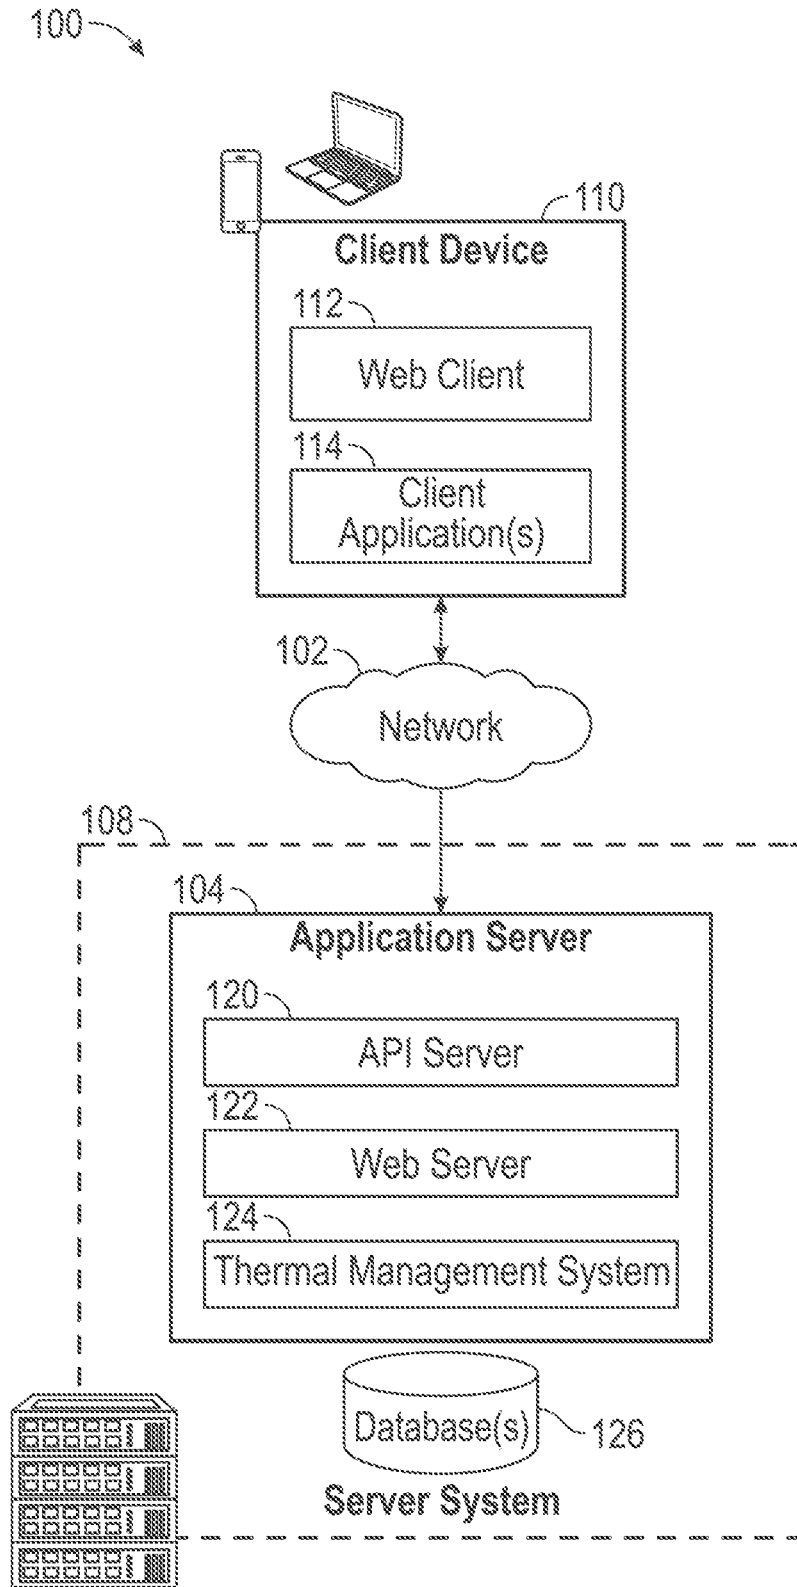 100
110
Client Device
112
Web Client
114
Client
Application(s)
102
Network
108
104
Application Server
120
API Server
122
Web Server
124
Thermal Management System
Database(s)
126
Server System